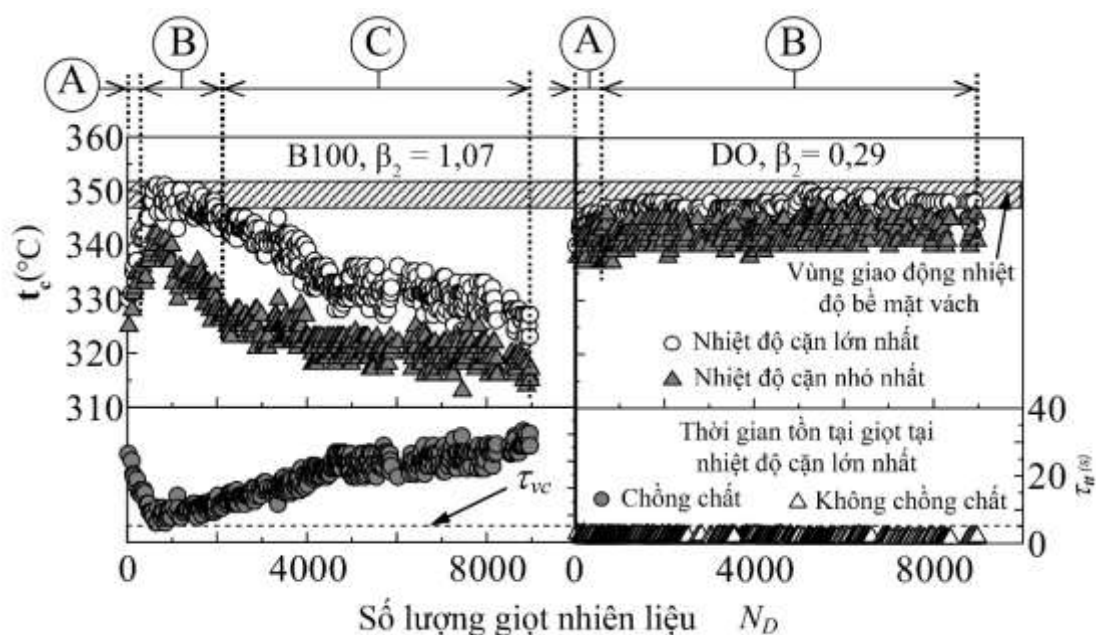 A B C A B
360
350
340
330
320
310
t_c(°C)
B100, β₂ = 1,07
DO, β₂= 0,29
Vùng giao động nhiệt
độ bề mặt vách
Nhiệt độ cặn lớn nhất
Nhiệt độ cặn nhỏ nhất
40
20
0
τ_tt(s)
Thời gian tồn tại giọt tại
nhiệt độ cặn lớn nhất
Chồng chất Không chồng chất
τ_vc
0 4000 8000 0 4000 8000
Số lượng giọt nhiên liệu N_D